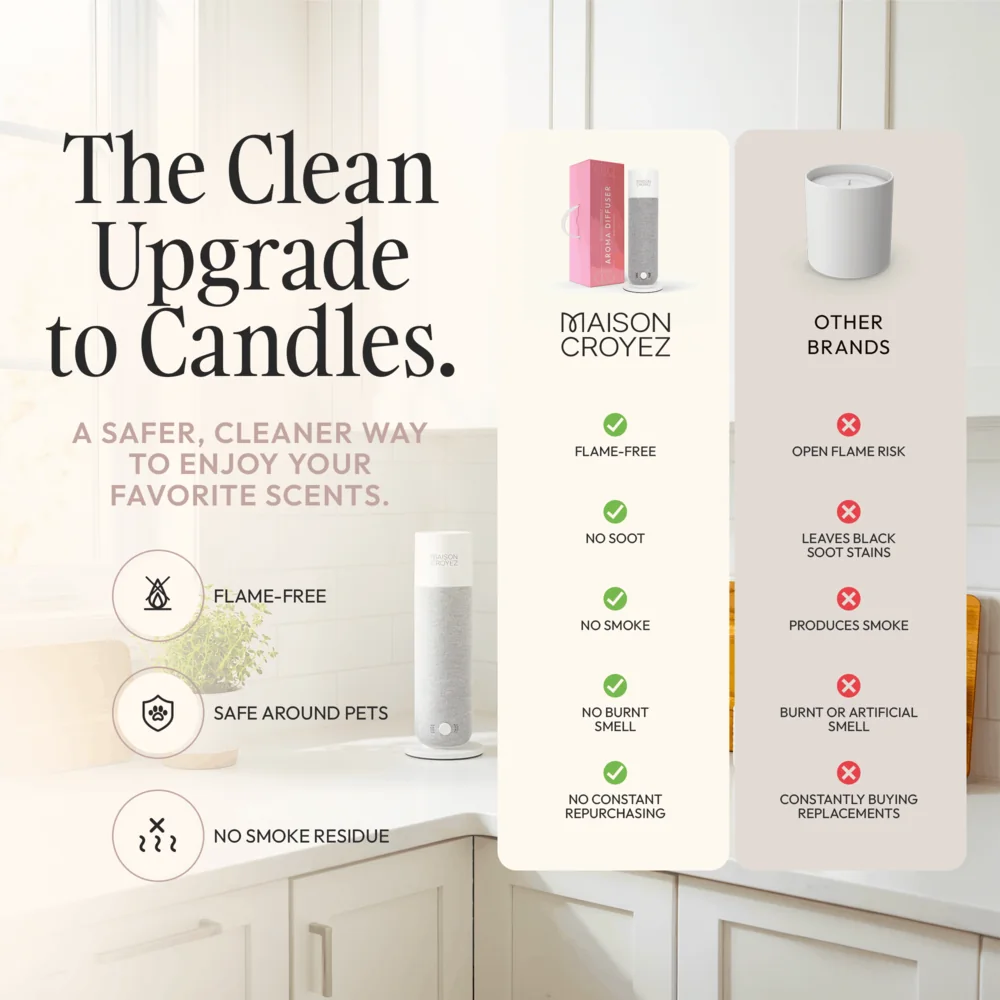 The Clean
Upgrade
to Candles.
A SAFER, CLEANER WAY
TO ENJOY YOUR
FAVORITE SCENTS.
FLAME-FREE
SAFE AROUND PETS
NO SMOKE RESIDUE
MAISON
CROYEZ
AROMA DIFFUSER
MAISON
CROYEZ
MAISON
CROYEZ
FLAME-FREE
NO SOOT
NO SMOKE
NO BURNT
SMELL
NO CONSTANT
REPURCHASING
OTHER
BRANDS
OPEN FLAME RISK
LEAVES BLACK
SOOT STAINS
PRODUCES SMOKE
BURNT OR ARTIFICIAL
SMELL
CONSTANTLY BUYING
REPLACEMENTS